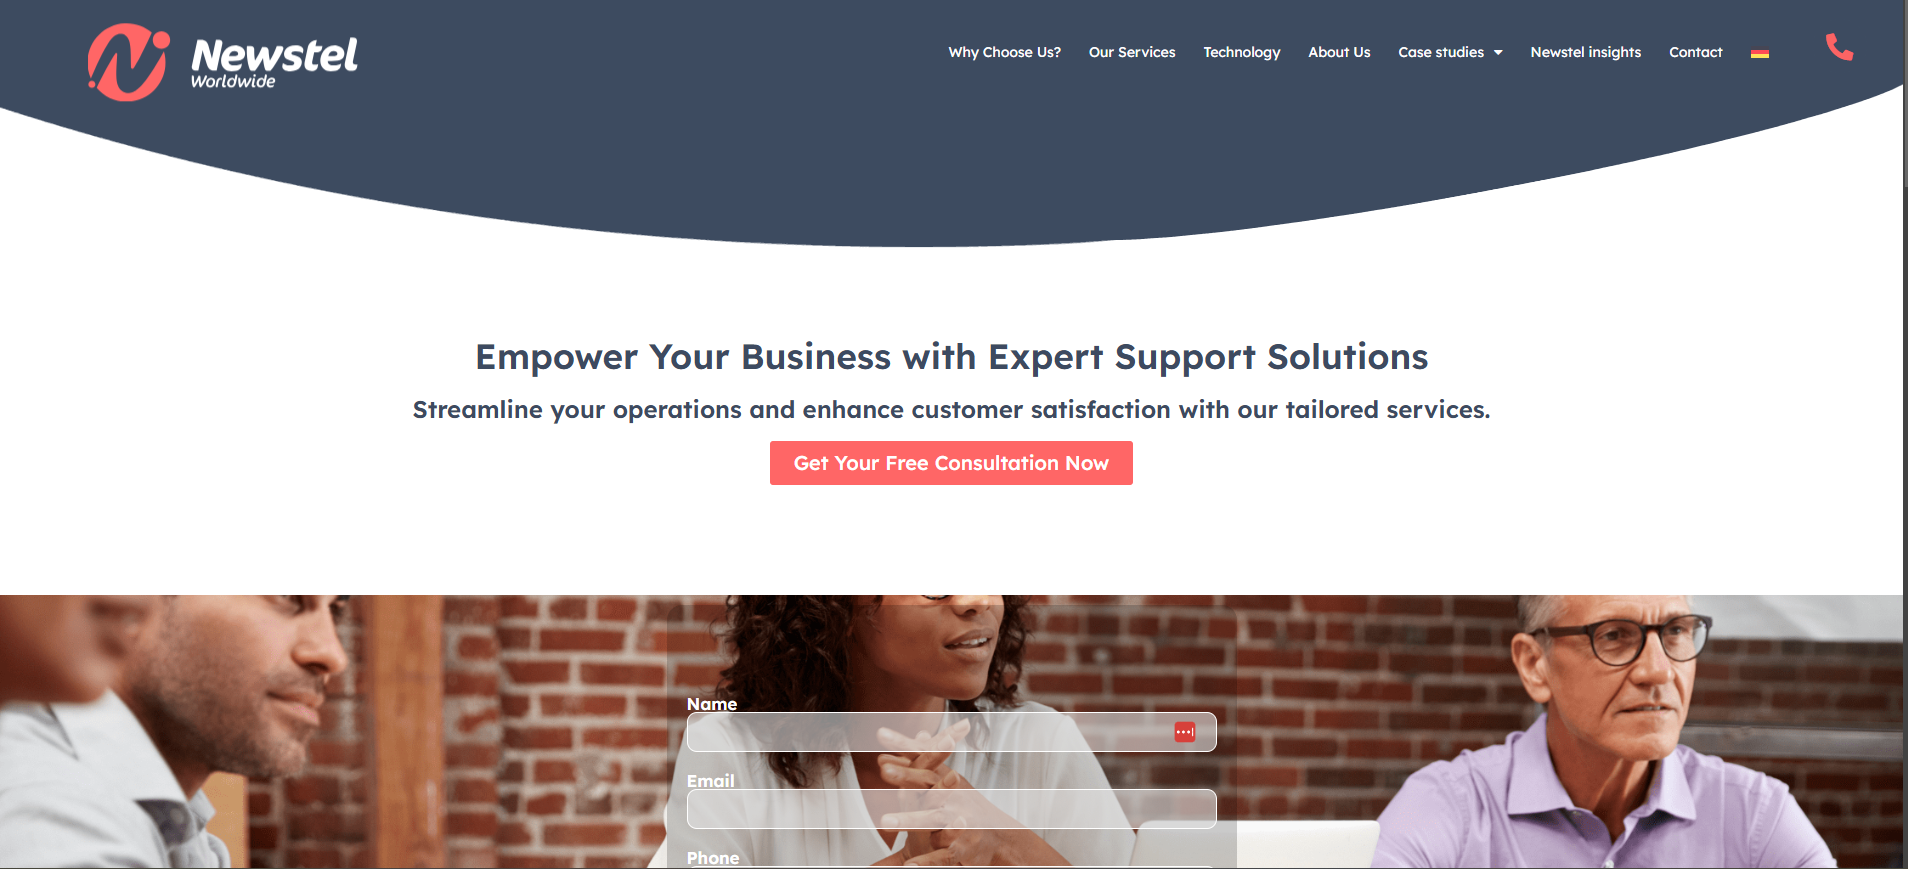 Newstel
Worldwide
Why Choose Us?
Our Services
Technology
About Us
Case studies
Newstel insights
Contact
Empower Your Business with Expert Support Solutions
Streamline your operations and enhance customer satisfaction with our tailored services.
Get Your Free Consultation Now
Name
Email
Phone